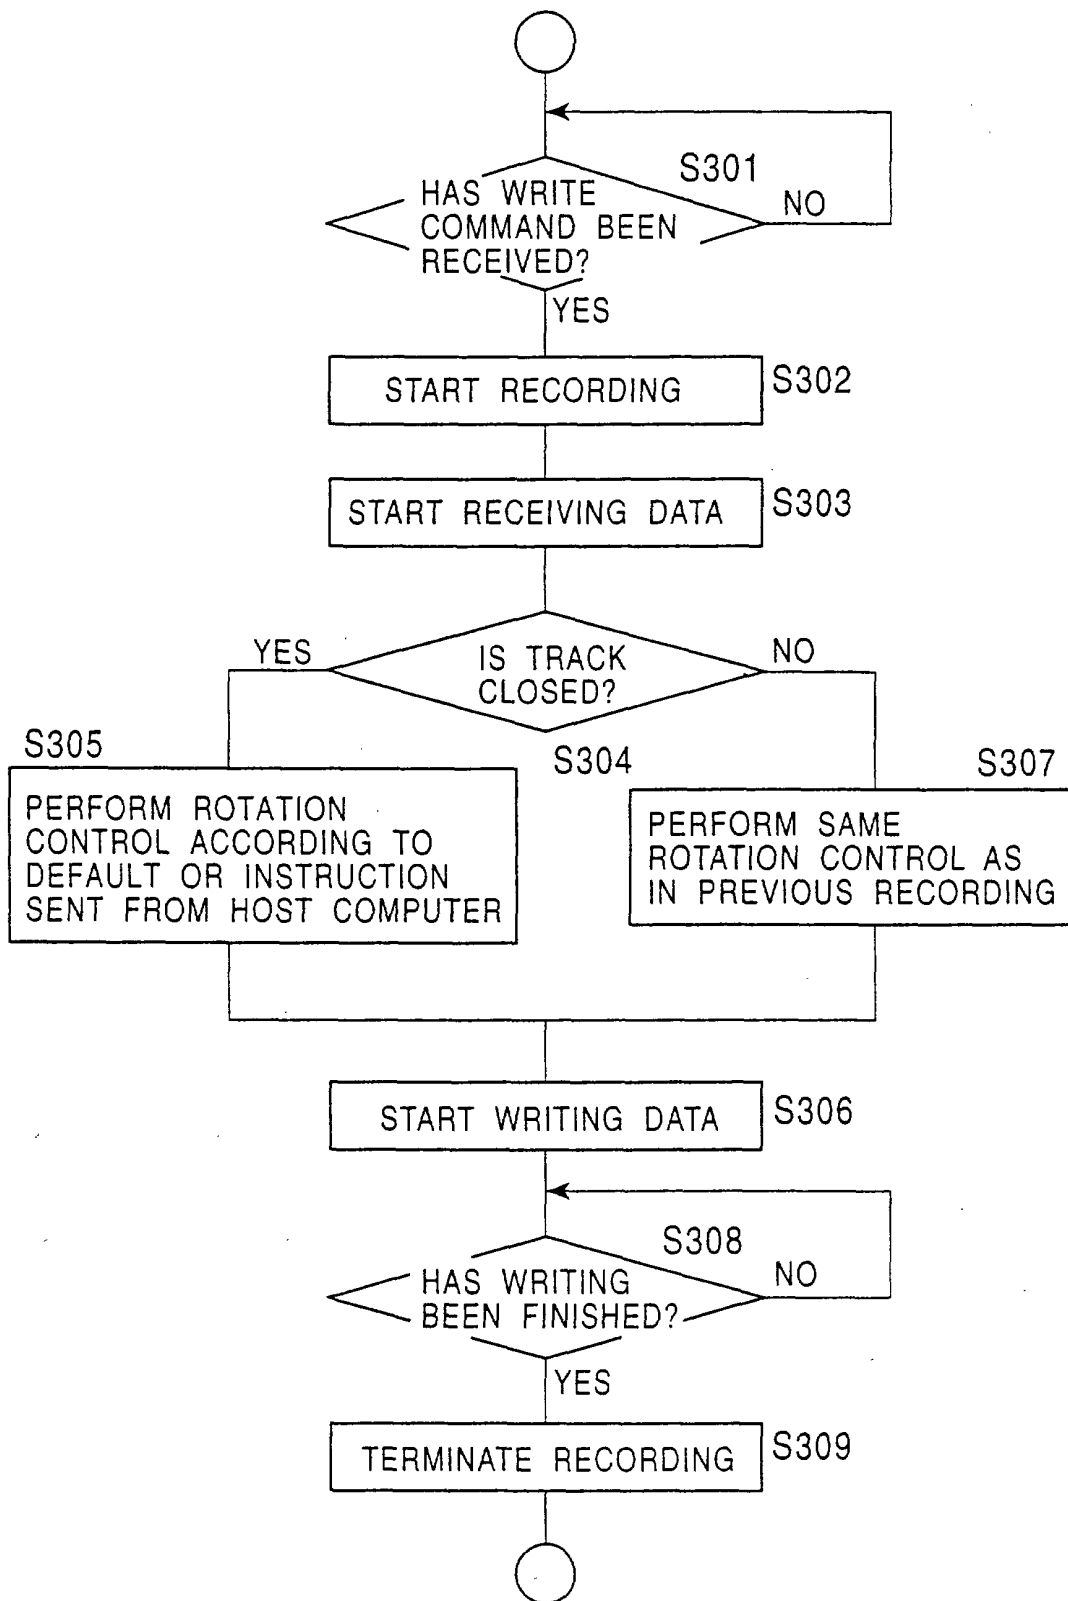 S301
HAS WRITE
COMMAND BEEN
RECEIVED?
NO
YES
START RECORDING
S302
START RECEIVING DATA
S303
YES
IS TRACK
CLOSED?
NO
S304
S305
PERFORM ROTATION
CONTROL ACCORDING TO
DEFAULT OR INSTRUCTION
SENT FROM HOST COMPUTER
S307
PERFORM SAME
ROTATION CONTROL AS
IN PREVIOUS RECORDING
START WRITING DATA
S306
S308
HAS WRITING
BEEN FINISHED?
NO
YES
TERMINATE RECORDING
S309